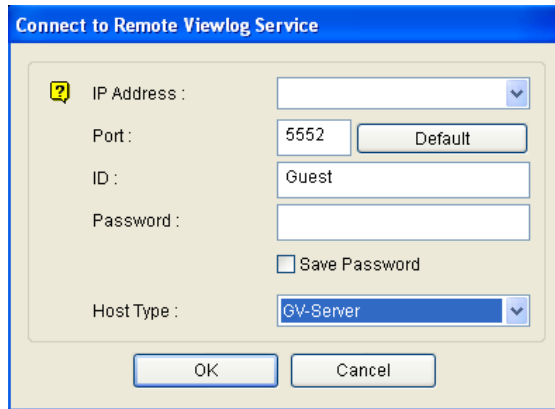 Connect to Remote Viewlog Service
IP Address :
Port : 5552 Default
ID : Guest
Password :
Save Password
Host Type : GV-Server
OK Cancel